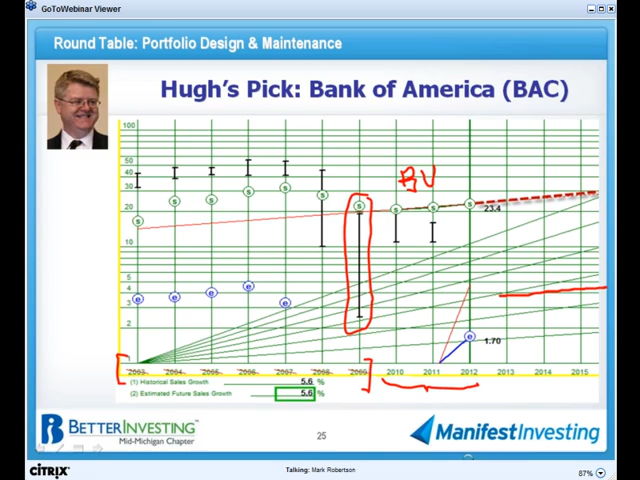 GoToWebinar Viewer
Round Table: Portfolio Design & Maintenance
Hugh's Pick: Bank of America (BAC)
100
50
40
30
20
10
5
4
3
2
BV
23.4
1.70
2003 2004 2005 2006 2007 2008 2009 2010 2011 2012 2013 2014 2015
(1) Historical Sales Growth 5.6 %
(2) Estimated Future Sales Growth 5.6 %
BETTERINVESTING™
Mid-Michigan Chapter
25
ManifestInvesting
CITRIX
Talking: Mark Robertson
87%